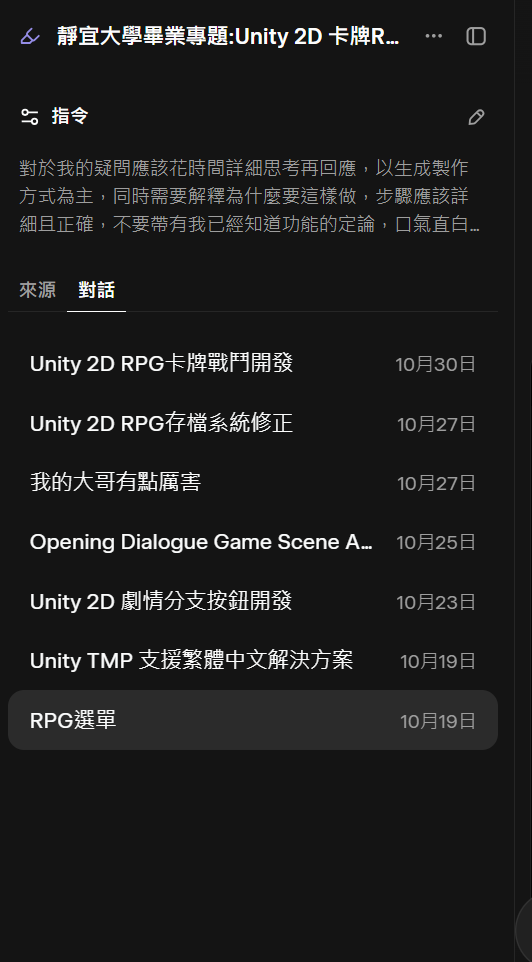 靜宜大學畢業專題:Unity 2D 卡牌R...
指令
對於我的疑問應該花時間詳細思考再回應，以生成製作
方式為主，同時需要解釋為什麼要這樣做，步驟應該詳
細且正確，不要帶有我已經知道功能的定論，口氣直白...
來源 對話
Unity 2D RPG卡牌戰鬥開發 10月30日
Unity 2D RPG存檔系統修正 10月27日
我的大哥有點厲害 10月27日
Opening Dialogue Game Scene A... 10月25日
Unity 2D 劇情分支按鈕開發 10月23日
Unity TMP 支援繁體中文解決方案 10月19日
RPG選單 10月19日